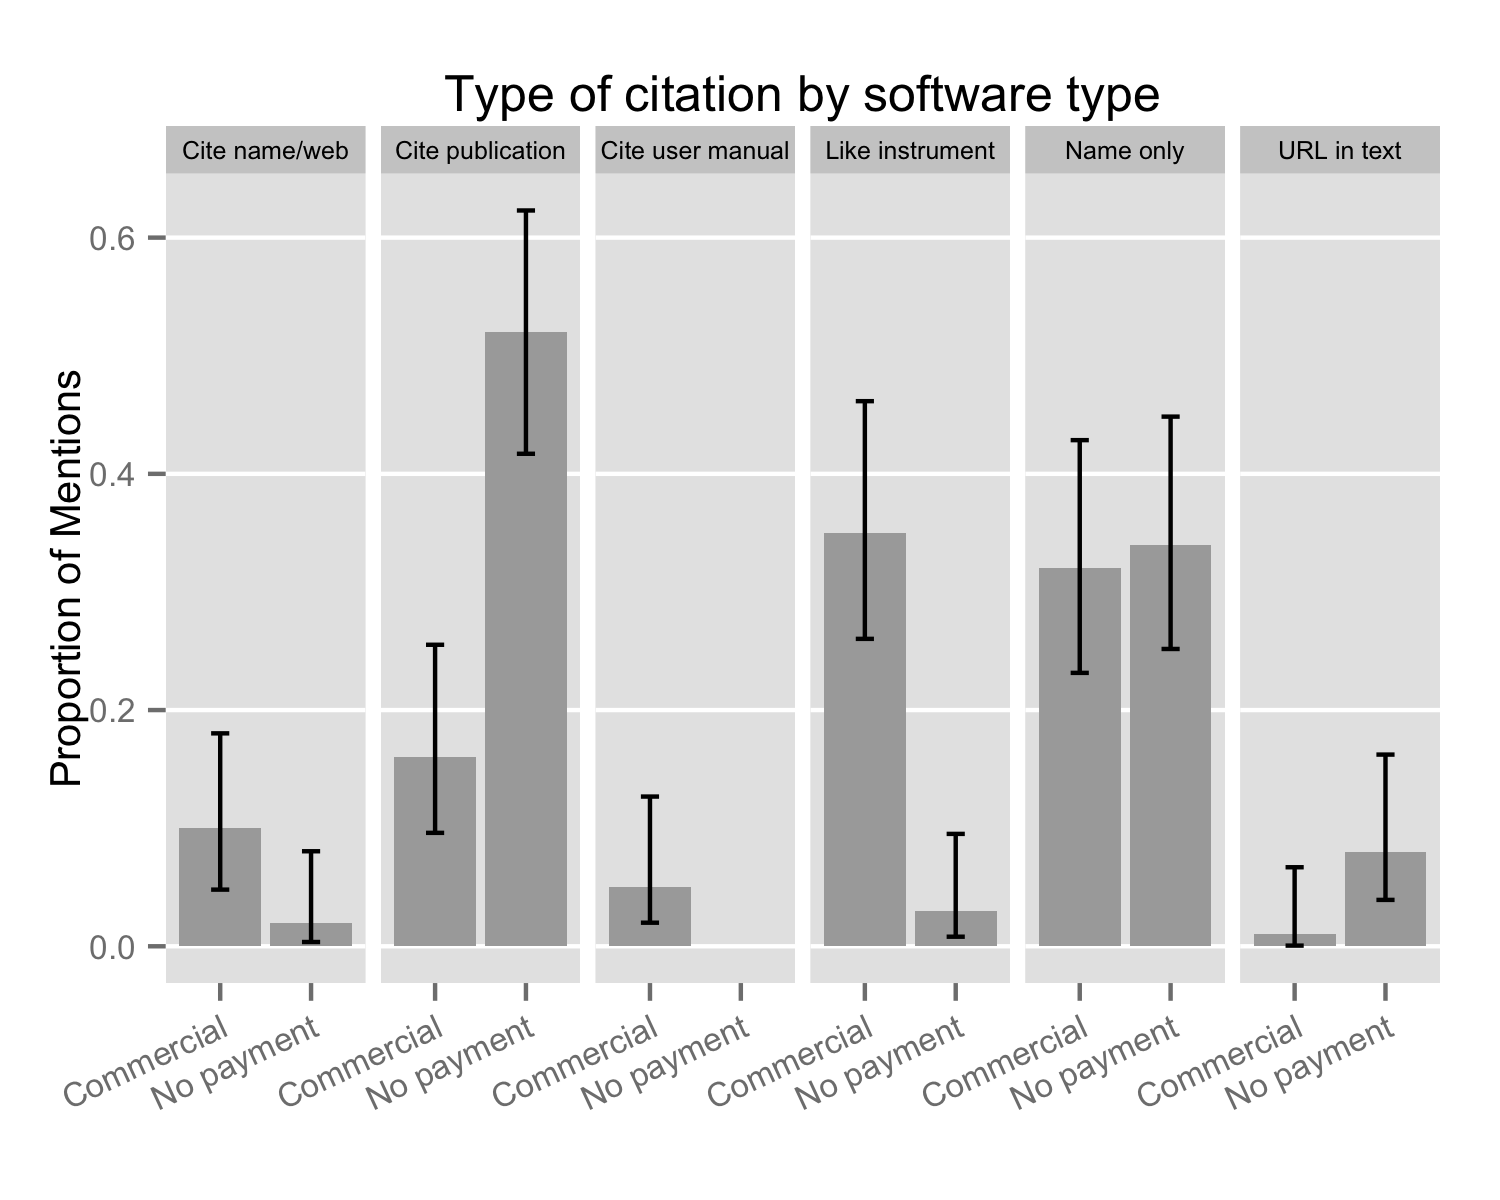 Type of citation by software type
Cite name/web Cite publication Cite user manual Like instrument Name only URL in text
Proportion of Mentions
0.6
0.4
0.2
0.0
Commercial No payment Commercial No payment Commercial No payment Commercial No payment Commercial No payment Commercial No payment